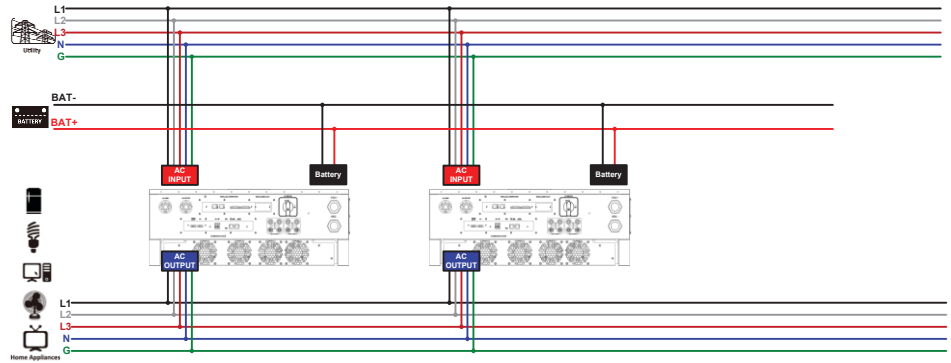 L1
L2
L3
N
G
Utility
BAT-
BATTERY
BAT+
AC
INPUT
Battery
AC
INPUT
Battery
AC
OUTPUT
AC
OUTPUT
L1
L2
L3
N
G
Home Appliances